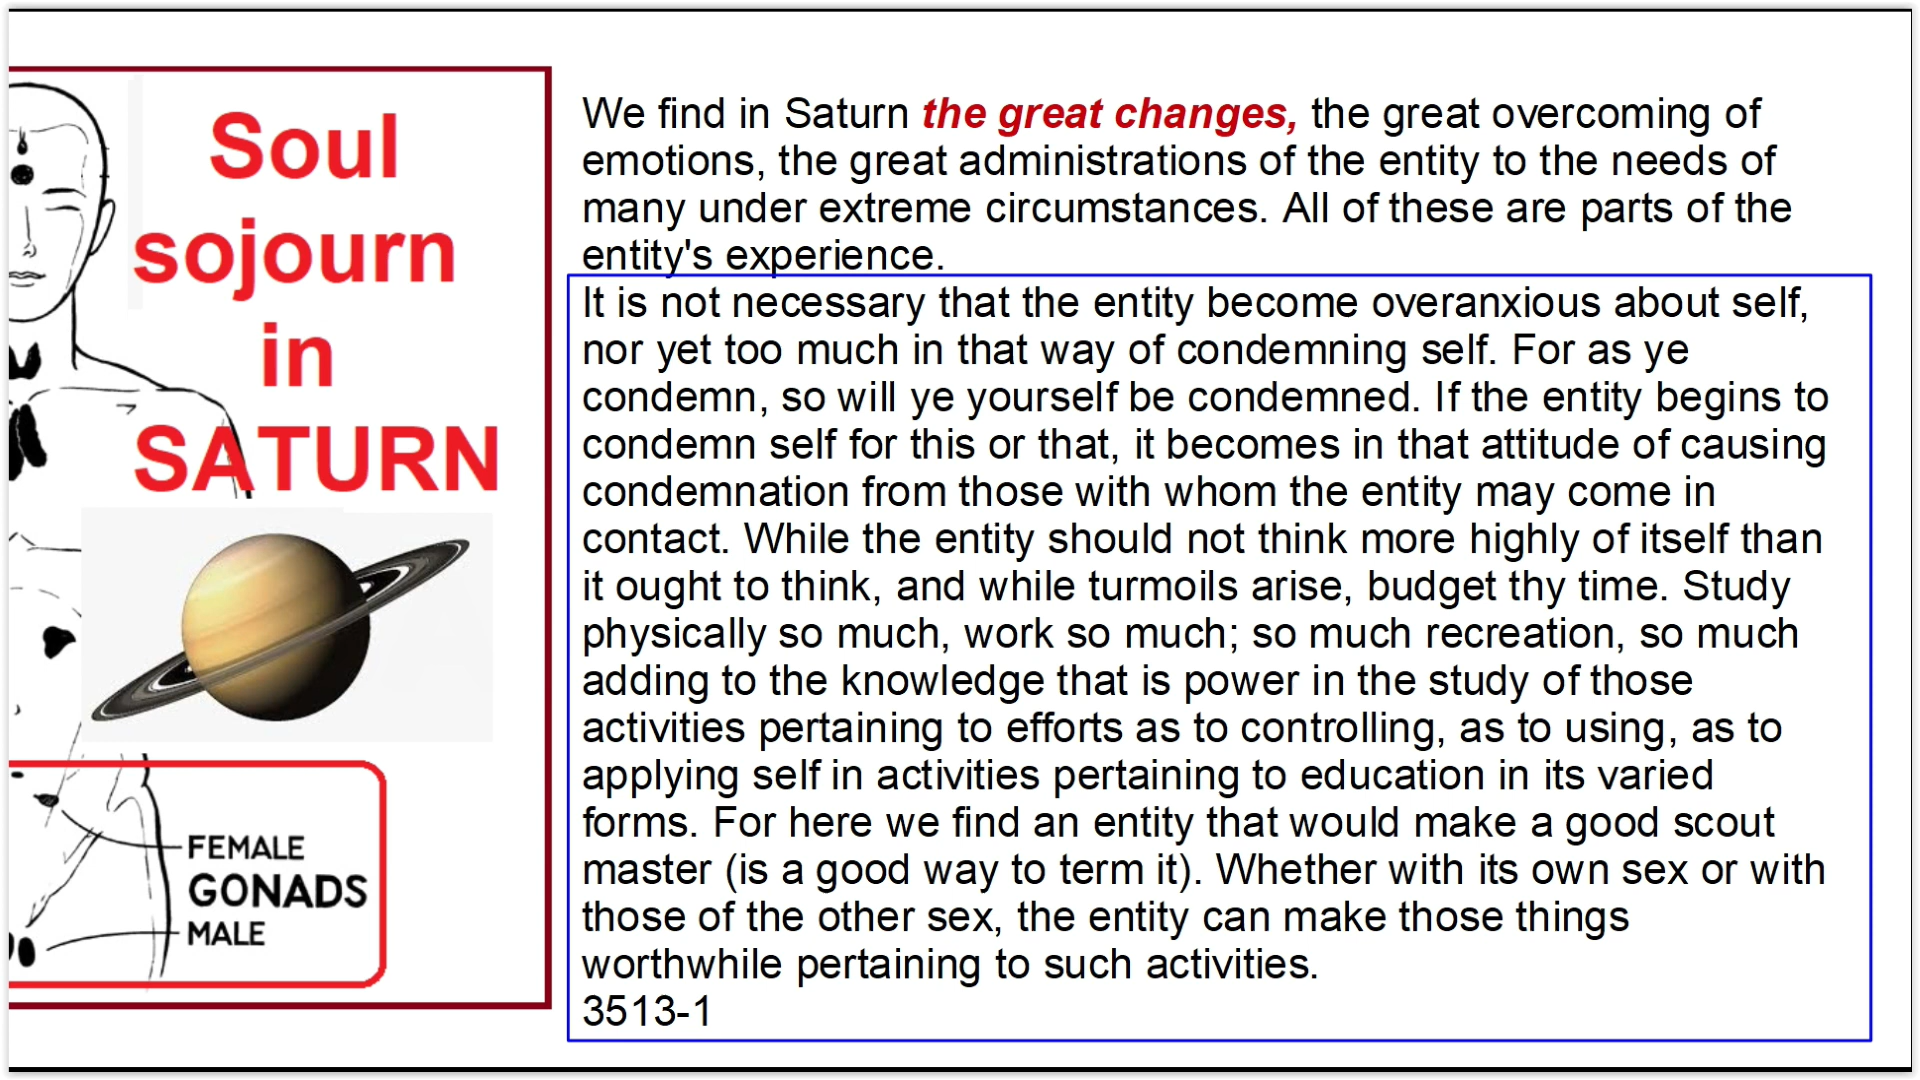 Soul
sojourn
in
SATURN
FEMALE
GONADS
MALE
We find in Saturn the great changes, the great overcoming of
emotions, the great administrations of the entity to the needs of
many under extreme circumstances. All of these are parts of the
entity's experience.
It is not necessary that the entity become overanxious about self,
nor yet too much in that way of condemning self. For as ye
condemn, so will ye yourself be condemned. If the entity begins to
condemn self for this or that, it becomes in that attitude of causing
condemnation from those with whom the entity may come in
contact. While the entity should not think more highly of itself than
it ought to think, and while turmoils arise, budget thy time. Study
physically so much, work so much; so much recreation, so much
adding to the knowledge that is power in the study of those
activities pertaining to efforts as to controlling, as to using, as to
applying self in activities pertaining to education in its varied
forms. For here we find an entity that would make a good scout
master (is a good way to term it). Whether with its own sex or with
those of the other sex, the entity can make those things
worthwhile pertaining to such activities.
3513-1